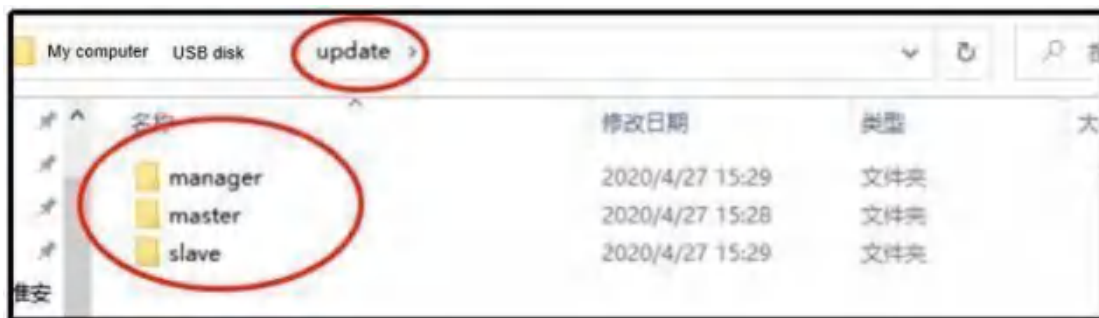 My computer USB disk update >
名称 修改日期 类型 大
manager 2020/4/27 15:29 文件夹
master 2020/4/27 15:28 文件夹
slave 2020/4/27 15:29 文件夹
淮安